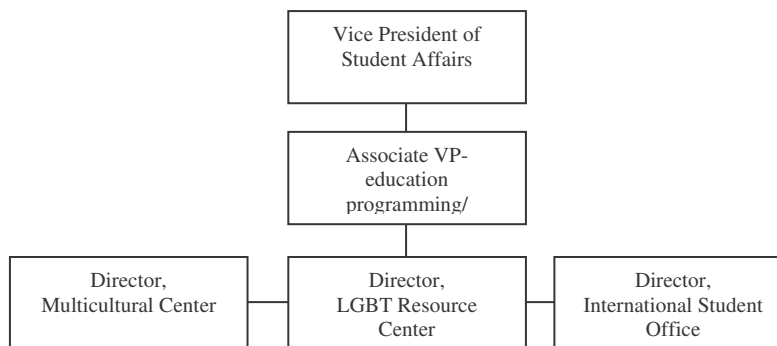 Vice President of
Student Affairs
Associate VP-
education
programming/
Director,
Multicultural Center
Director,
LGBT Resource
Center
Director,
International Student
Office